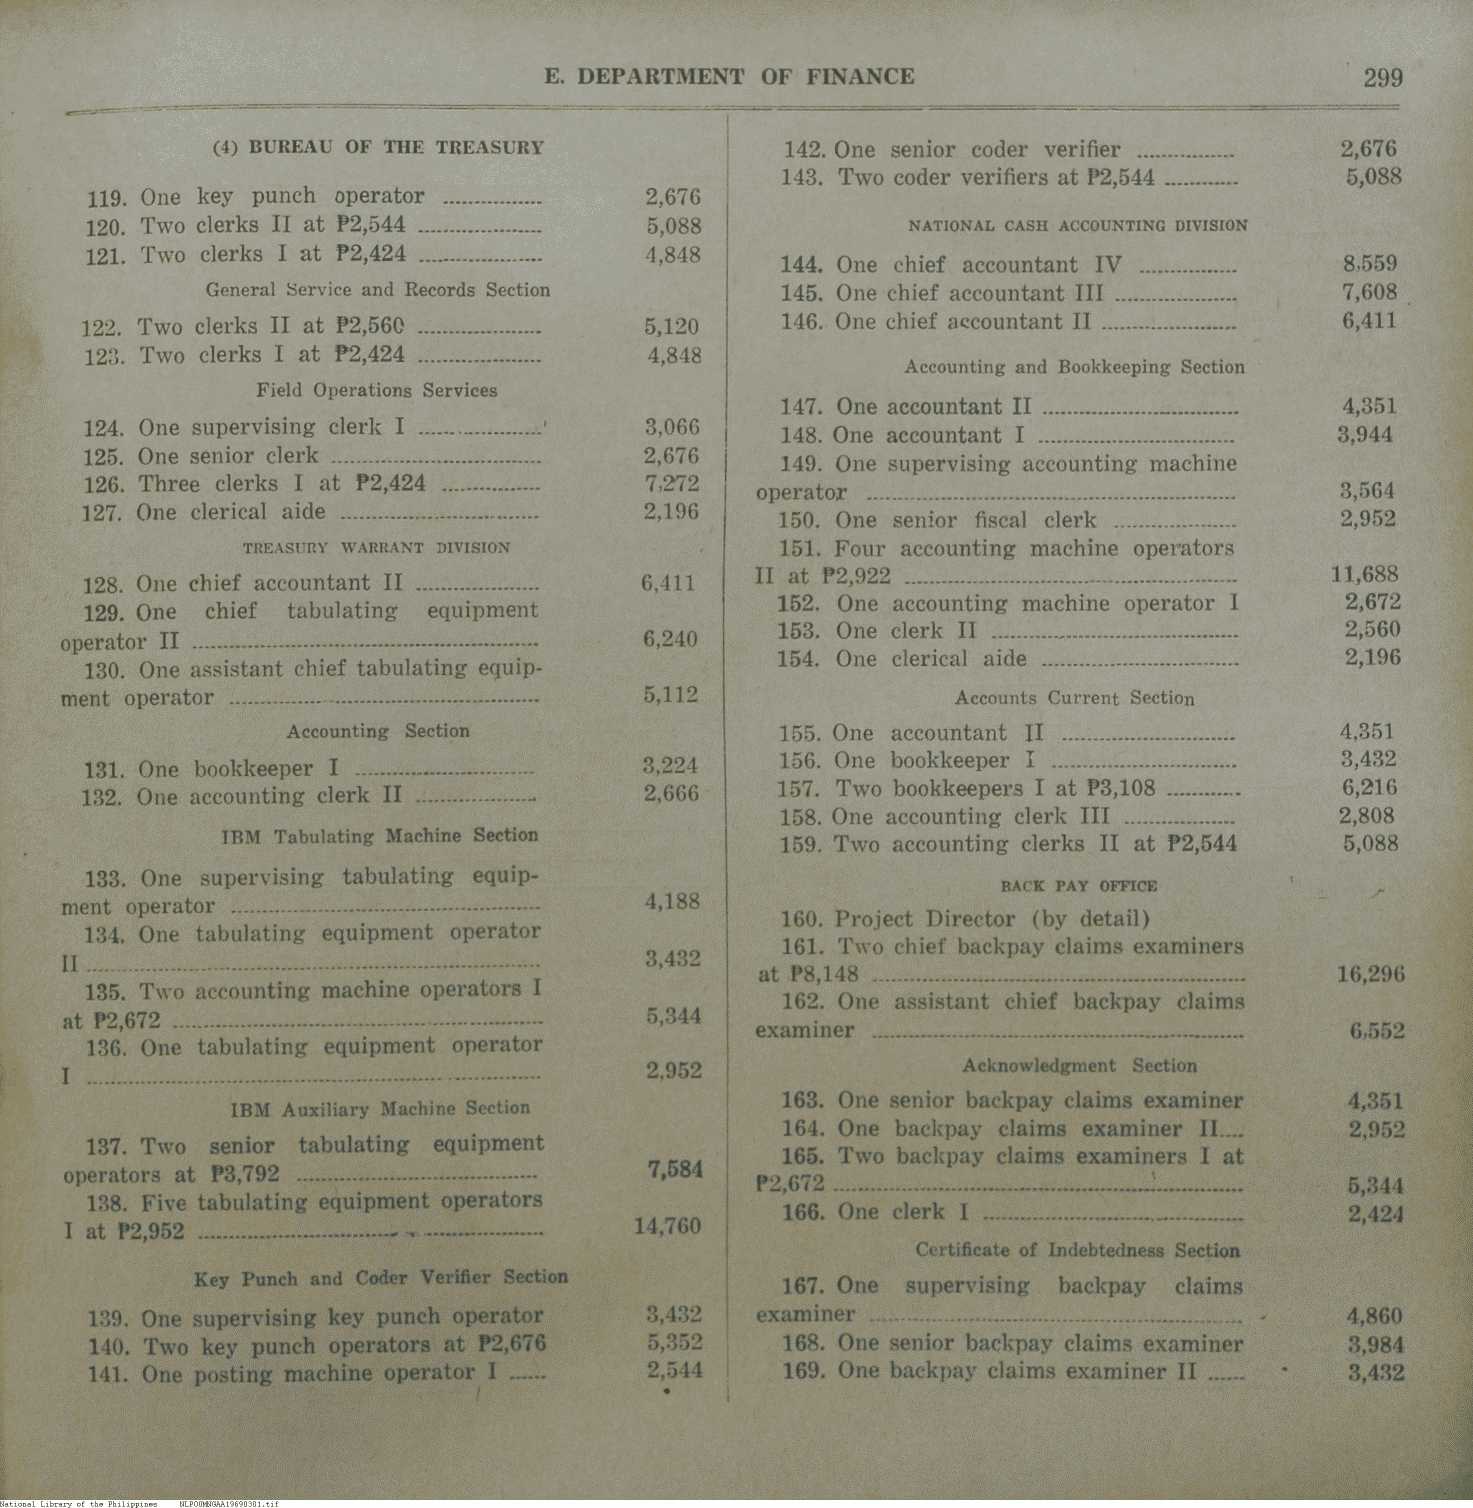 E. DEPARTMENT OF FINANCE 299
(4) BUREAU OF THE TREASURY
119. One key punch operator ................ 2,676
120. Two clerks II at ₱2,544 .................... 5,088
121. Two clerks I at ₱2,424 .................... 4,848
General Service and Records Section
122. Two clerks II at ₱2,560 .................... 5,120
123. Two clerks I at ₱2,424 .................... 4,848
Field Operations Services
124. One supervising clerk I .................... 3,066
125. One senior clerk .................................. 2,676
126. Three clerks I at ₱2,424 ................ 7,272
127. One clerical aide ................................ 2,196
TREASURY WARRANT DIVISION
128. One chief accountant II .................... 6,411
129. One chief tabulating equipment
operator II ........................................................ 6,240
130. One assistant chief tabulating equip-
ment operator .................................................. 5,112
Accounting Section
131. One bookkeeper I ............................. 3,224
132. One accounting clerk II .................... 2,666
IBM Tabulating Machine Section
133. One supervising tabulating equip-
ment operator .................................................. 4,188
134. One tabulating equipment operator
II ......................................................................... 3,432
135. Two accounting machine operators I
at ₱2,672 ............................................................ 5,344
136. One tabulating equipment operator
I ......................................................................... 2,952
IBM Auxiliary Machine Section
137. Two senior tabulating equipment
operators at ₱3,792 ....................................... 7,584
138. Five tabulating equipment operators
I at ₱2,952 ........................................................ 14,760
Key Punch and Coder Verifier Section
139. One supervising key punch operator 3,432
140. Two key punch operators at ₱2,676 5,352
141. One posting machine operator I ...... 2,544
142. One senior coder verifier ................ 2,676
143. Two coder verifiers at ₱2,544 ............ 5,088
NATIONAL CASH ACCOUNTING DIVISION
144. One chief accountant IV ................ 8,559
145. One chief accountant III .................... 7,608
146. One chief accountant II ...................... 6,411
Accounting and Bookkeeping Section
147. One accountant II ................................ 4,351
148. One accountant I ................................ 3,944
149. One supervising accounting machine
operator ............................................................ 3,564
150. One senior fiscal clerk .................... 2,952
151. Four accounting machine operators
II at ₱2,922 ...................................................... 11,688
152. One accounting machine operator I 2,672
153. One clerk II ........................................ 2,560
154. One clerical aide ................................ 2,196
Accounts Current Section
155. One accountant II ............................ 4,351
156. One bookkeeper I .............................. 3,432
157. Two bookkeepers I at ₱3,108 ............ 6,216
158. One accounting clerk III .................. 2,808
159. Two accounting clerks II at ₱2,544 5,088
BACK PAY OFFICE
160. Project Director (by detail)
161. Two chief backpay claims examiners
at ₱8,148 ............................................................ 16,296
162. One assistant chief backpay claims
examiner ............................................................ 6,552
Acknowledgment Section
163. One senior backpay claims examiner 4,351
164. One backpay claims examiner II.... 2,952
165. Two backpay claims examiners I at
₱2,672 .................................................................. 5,344
166. One clerk I .......................................... 2,424
Certificate of Indebtedness Section
167. One supervising backpay claims
examiner ............................................................ 4,860
168. One senior backpay claims examiner 3,984
169. One backpay claims examiner II ...... 3,432
National Library of the Philippines NLPOOMNGAA19690301.tif